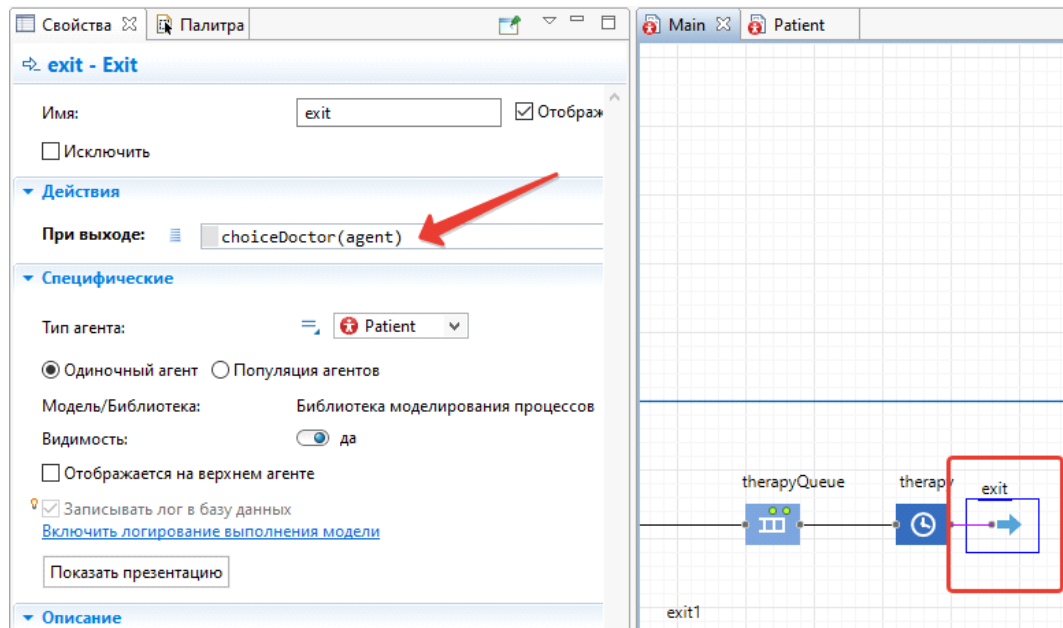 Свойства
Палитра
exit - Exit
Имя:
exit
Отображ
Исключить
Действия
При выходе:
choiceDoctor(agent)
Специфические
Тип агента:
Patient
Одиночный агент
Популяция агентов
Модель/Библиотека:
Библиотека моделирования процессов
Видимость:
да
Отображается на верхнем агенте
Записывать лог в базу данных
Включить логирование выполнения модели
Показать презентацию
Описание
Main
Patient
therapyQueue
therapy
exit
exit1